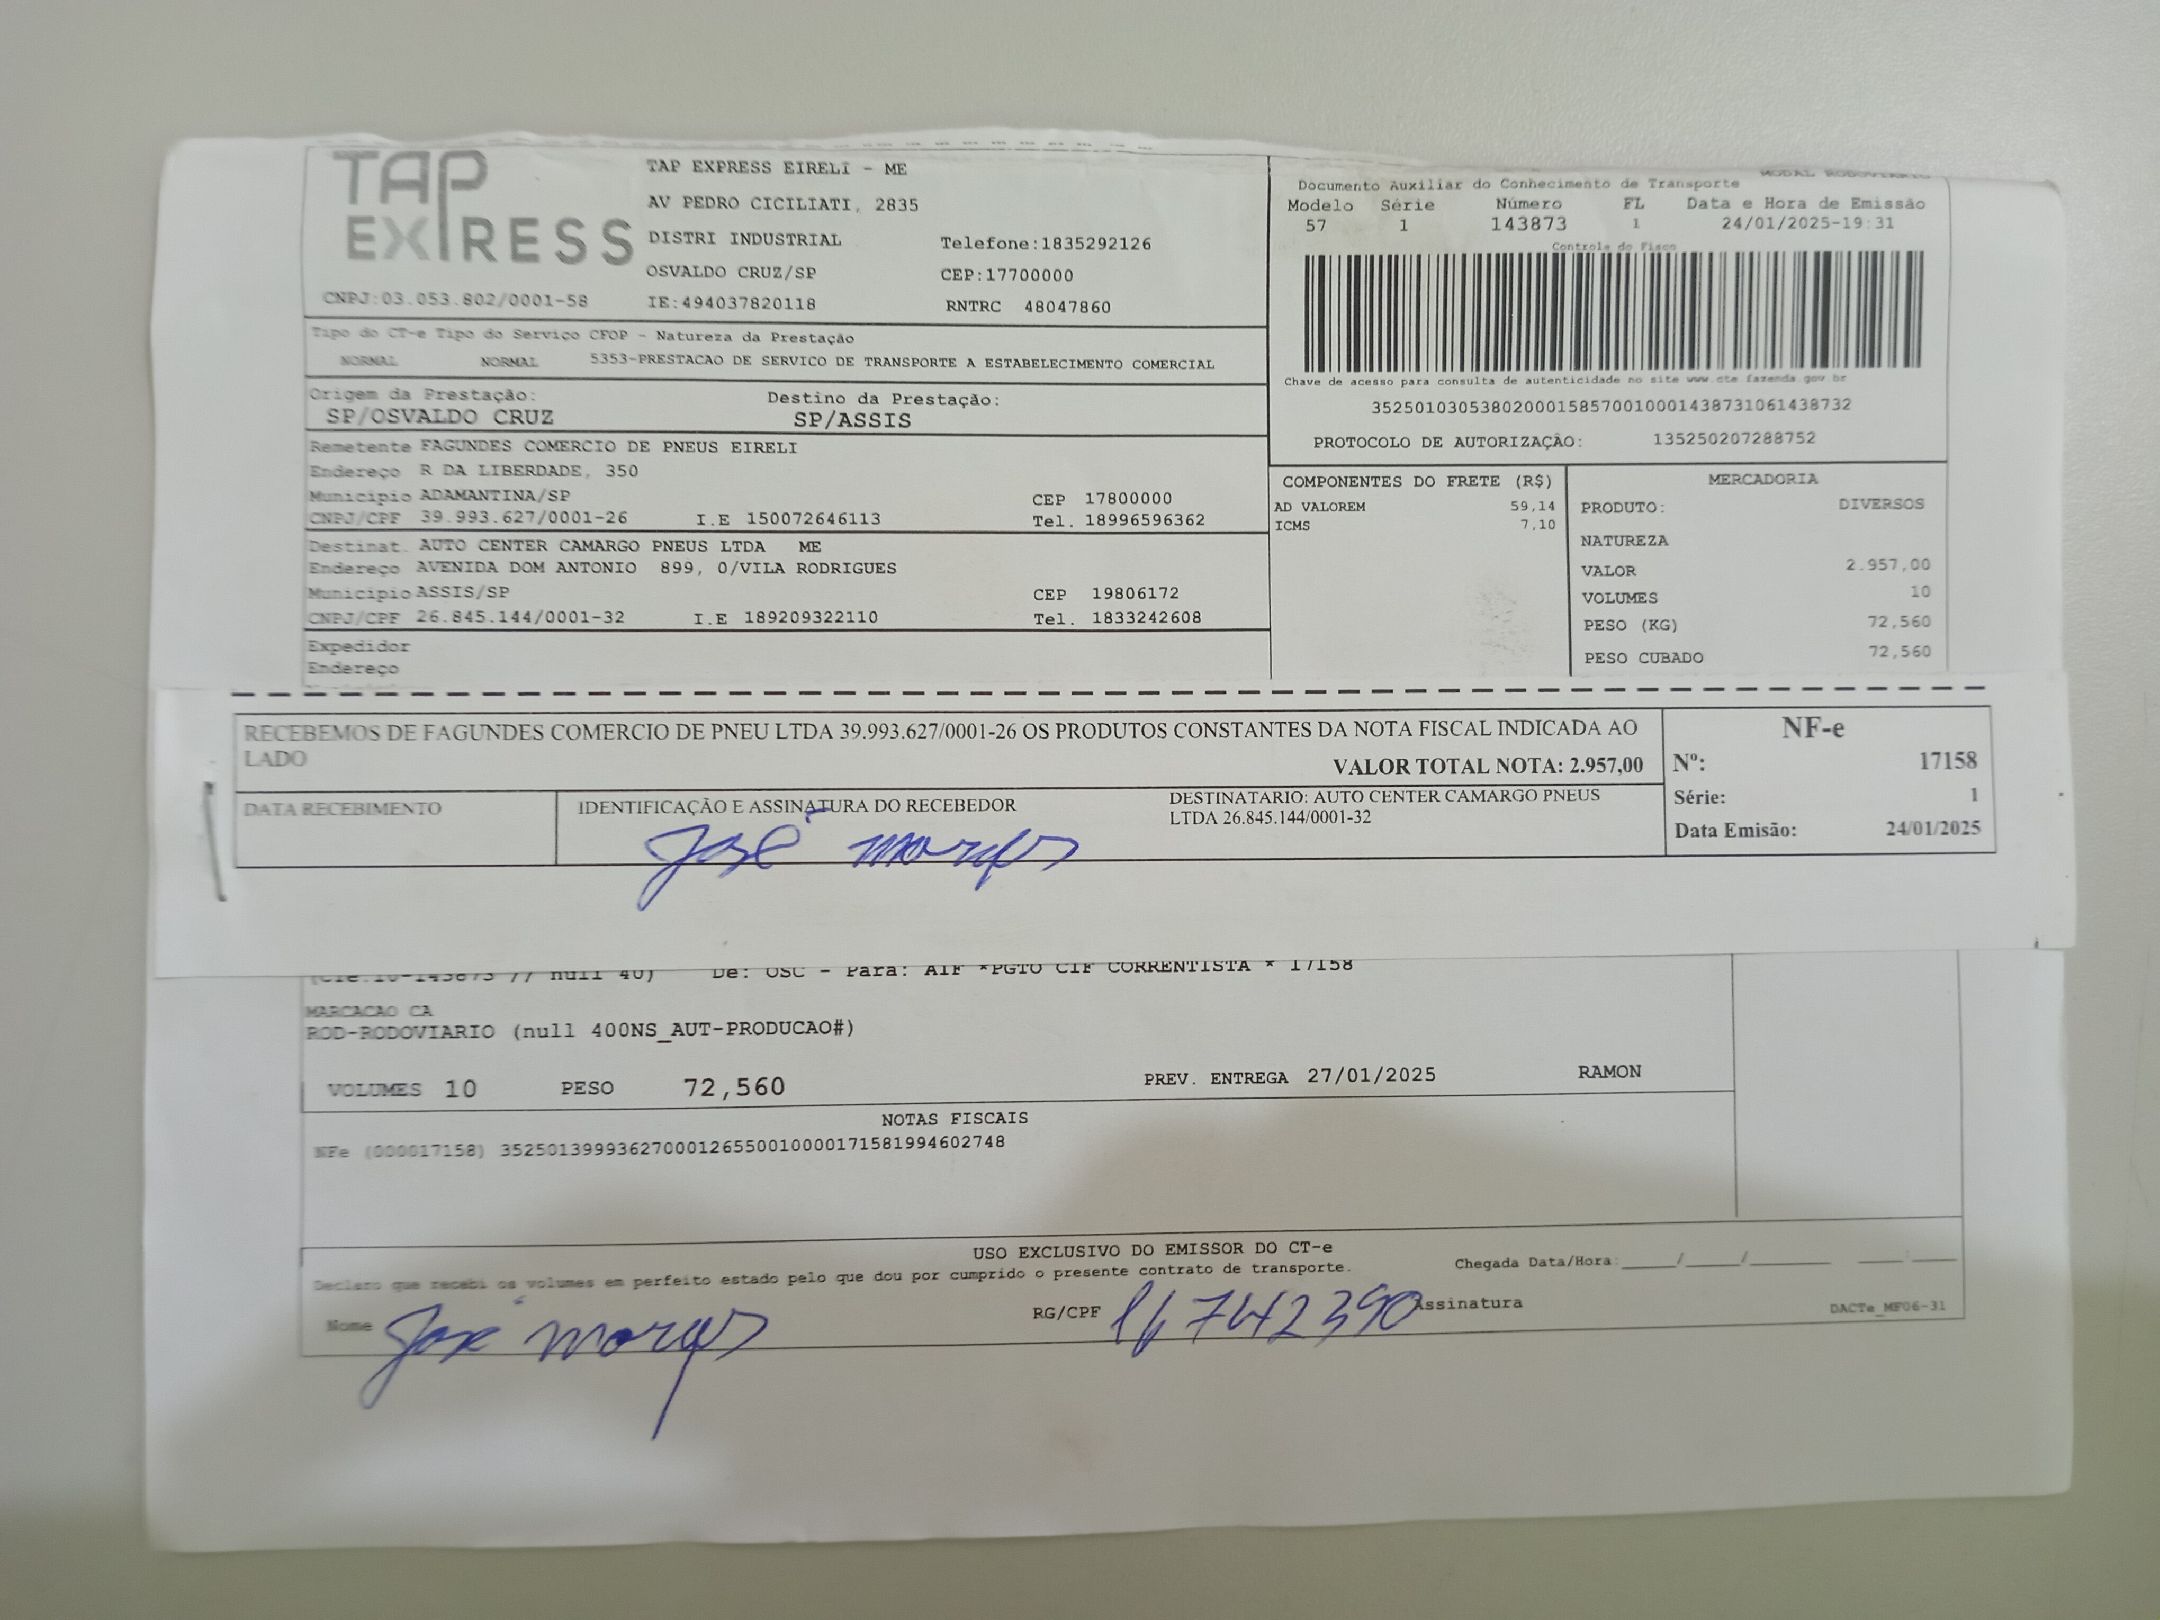 TAP EXPRESS
TAP EXPRESS EIRELI - ME
AV PEDRO CICILIATI, 2835
DISTRI INDUSTRIAL Telefone:1835292126
OSVALDO CRUZ/SP CEP:17700000
CNPJ:03.053.802/0001-58 IE:494037820118 RNTRC 48047860
MODAL RODOVIARIO
Documento Auxiliar do Conhecimento de Transporte
Modelo Série Número FL Data e Hora de Emissão
57 1 143873 1 24/01/2025-19:31
Controle do Fisco
Chave de acesso para consulta de autenticidade no site www.cte.fazenda.gov.br
35250103053802000158570010001438731061438732
PROTOCOLO DE AUTORIZAÇÃO: 135250207288752
Tipo do CT-e Tipo do Serviço CFOP - Natureza da Prestação
NORMAL NORMAL 5353-PRESTACAO DE SERVICO DE TRANSPORTE A ESTABELECIMENTO COMERCIAL
Origem da Prestação: Destino da Prestação:
SP/OSVALDO CRUZ SP/ASSIS
Remetente FAGUNDES COMERCIO DE PNEUS EIRELI
Endereço R DA LIBERDADE, 350
Municipio ADAMANTINA/SP CEP 17800000
CNPJ/CPF 39.993.627/0001-26 I.E 150072646113 Tel. 18996596362
Destinat. AUTO CENTER CAMARGO PNEUS LTDA ME
Endereço AVENIDA DOM ANTONIO 899, 0/VILA RODRIGUES
Municipio ASSIS/SP CEP 19806172
CNPJ/CPF 26.845.144/0001-32 I.E 189209322110 Tel. 1833242608
Expedidor
Endereço
COMPONENTES DO FRETE (R$)
AD VALOREM 59,14
ICMS 7,10
MERCADORIA
PRODUTO: DIVERSOS
NATUREZA
VALOR 2.957,00
VOLUMES 10
PESO (KG) 72,560
PESO CUBADO 72,560
RECEBEMOS DE FAGUNDES COMERCIO DE PNEU LTDA 39.993.627/0001-26 OS PRODUTOS CONSTANTES DA NOTA FISCAL INDICADA AO
LADO
VALOR TOTAL NOTA: 2.957,00
DATA RECEBIMENTO
IDENTIFICAÇÃO E ASSINATURA DO RECEBEDOR
José
DESTINATARIO: AUTO CENTER CAMARGO PNEUS
LTDA 26.845.144/0001-32
NF-e
Nº: 17158
Série: 1
Data Emisão: 24/01/2025
(Cte:10-143873 // null 40) De: OSC - Para: AIF *PGTO CIF CORRENTISTA * 17158
MARCACAO CA
ROD-RODOVIARIO (null 400NS_AUT-PRODUCAO#)
VOLUMES 10 PESO 72,560 PREV. ENTREGA 27/01/2025 RAMON
NOTAS FISCAIS
NFe (000017158) 35250139993627000126550010000171581994602748
USO EXCLUSIVO DO EMISSOR DO CT-e
Declaro que recebi os volumes em perfeito estado pelo que dou por cumprido o presente contrato de transporte.
Chegada Data/Hora: ____/____/______ ____:____
Nome José RG/CPF 16742390 Assinatura
DACTe_MF06-31